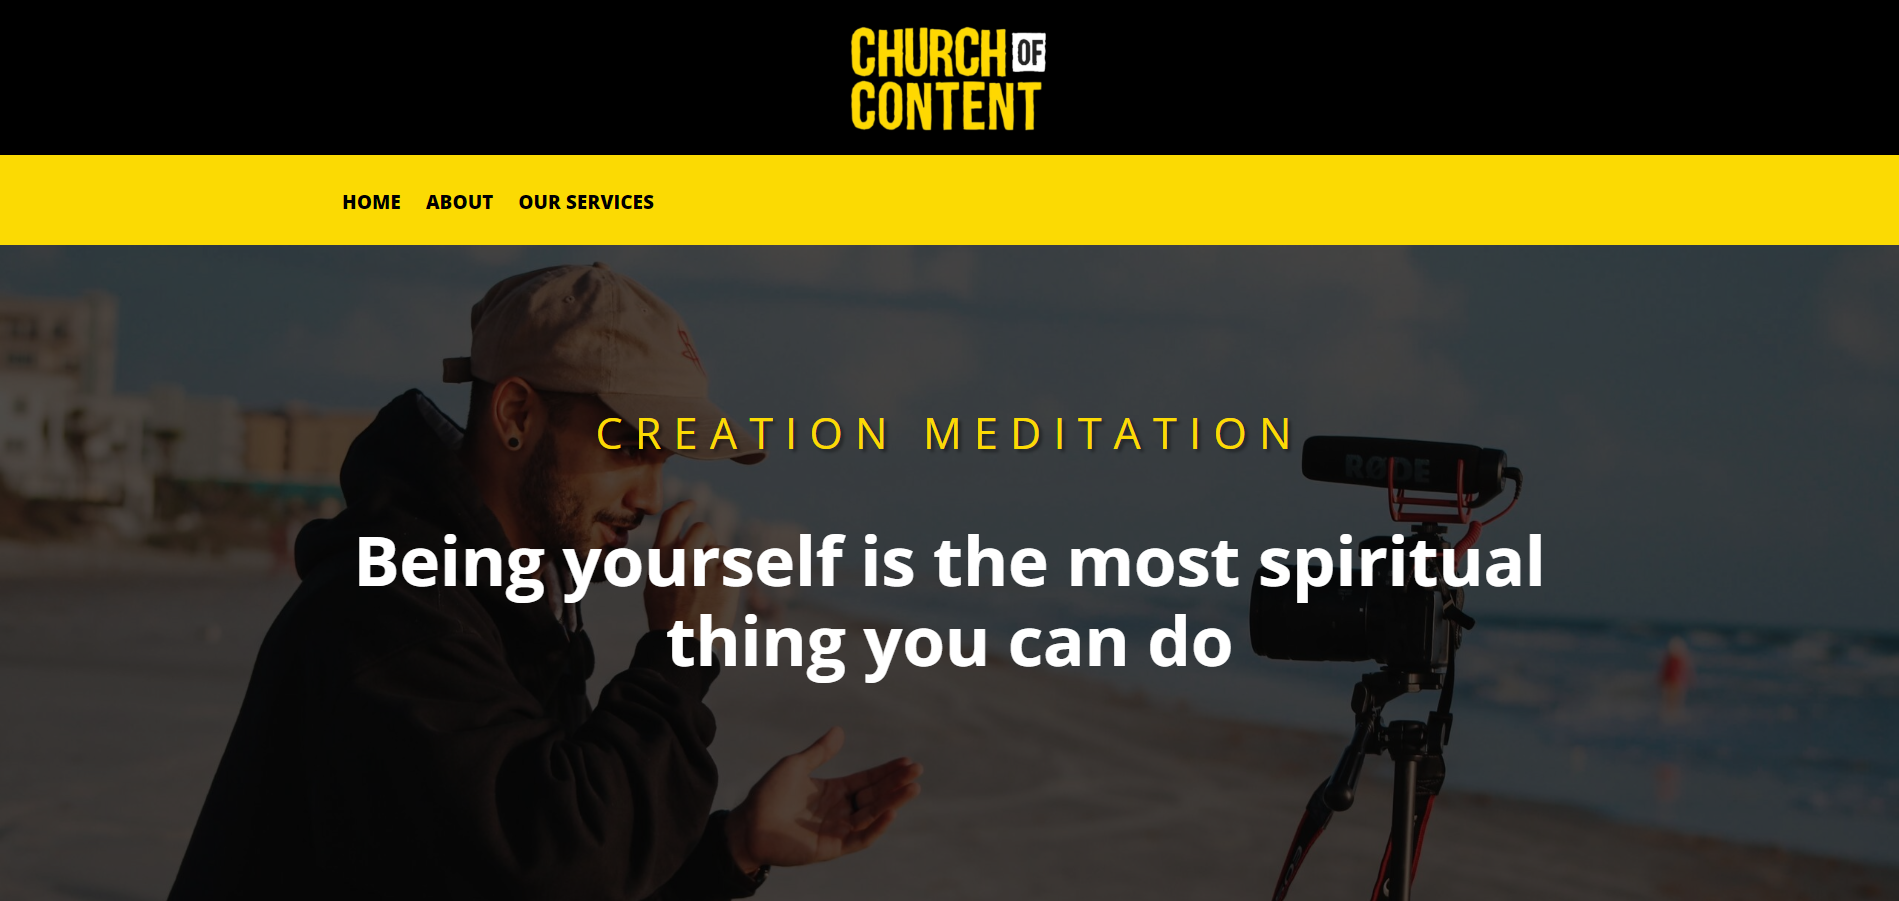 CHURCH OF
CONTENT
HOME ABOUT OUR SERVICES
CREATION MEDITATION
RØDE
Being yourself is the most spiritual
thing you can do